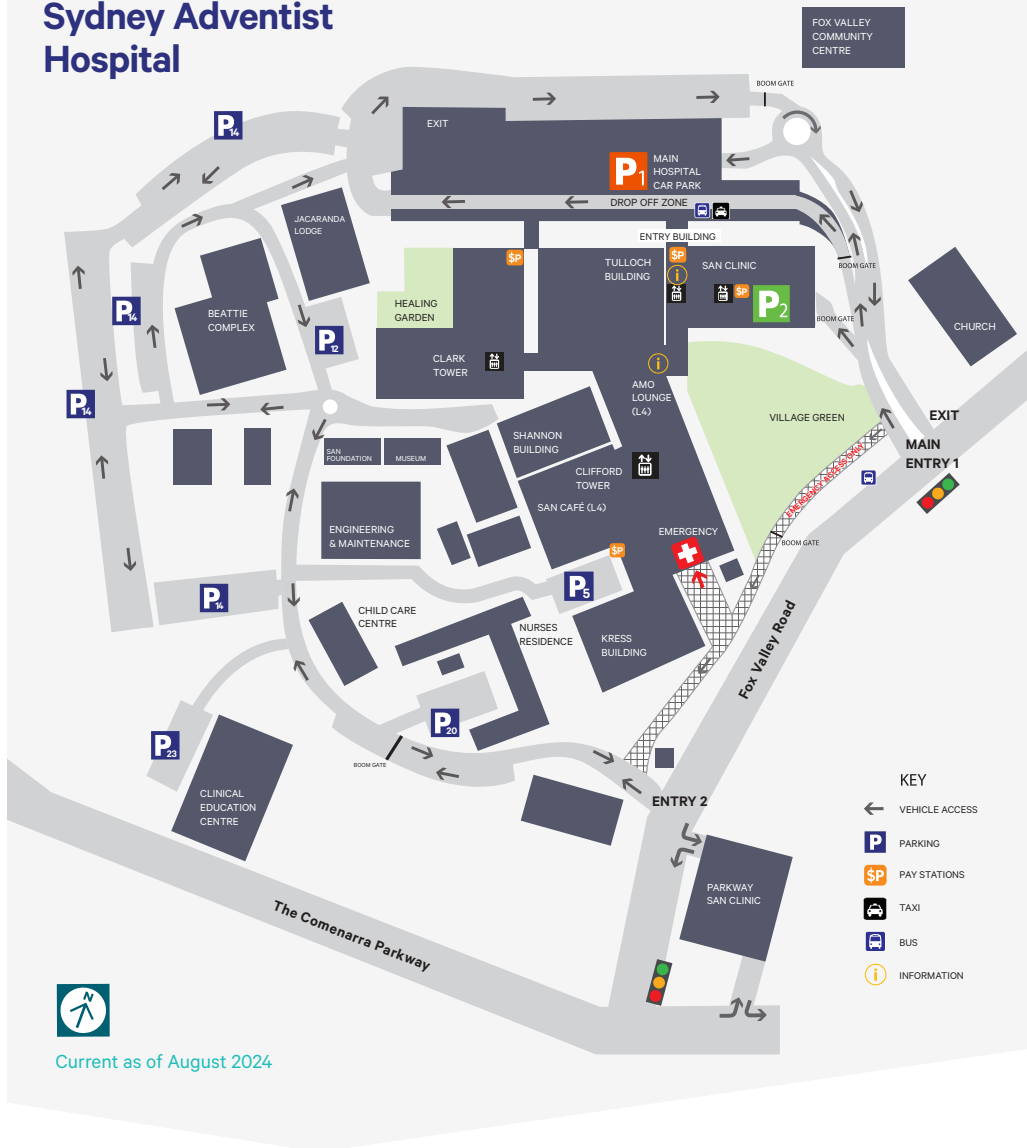 Sydney Adventist
Hospital
FOX VALLEY
COMMUNITY
CENTRE
BOOM GATE
P14
EXIT
P1
MAIN
HOSPITAL
CAR PARK
DROP OFF ZONE
JACARANDA
LODGE
ENTRY BUILDING
$P
$P
i
TULLOCH
BUILDING
SAN CLINIC
$P
P2
BOOM GATE
BOOM GATE
HEALING
GARDEN
P14
BEATTIE
COMPLEX
P12
CHURCH
CLARK
TOWER
i
AMO
LOUNGE
(L4)
P14
VILLAGE GREEN
EXIT
MAIN
ENTRY 1
SHANNON
BUILDING
SAN
FOUNDATION
MUSEUM
CLIFFORD
TOWER
SAN CAFÉ (L4)
EMERGENCY ACCESS ONLY
ENGINEERING
& MAINTENANCE
EMERGENCY
BOOM GATE
$P
P5
P14
CHILD CARE
CENTRE
NURSES
RESIDENCE
KRESS
BUILDING
Fox Valley Road
P20
P23
BOOM GATE
CLINICAL
EDUCATION
CENTRE
ENTRY 2
KEY
VEHICLE ACCESS
P
PARKING
$P
PAY STATIONS
TAXI
BUS
i
INFORMATION
PARKWAY
SAN CLINIC
The Comenarra Parkway
N
Current as of August 2024